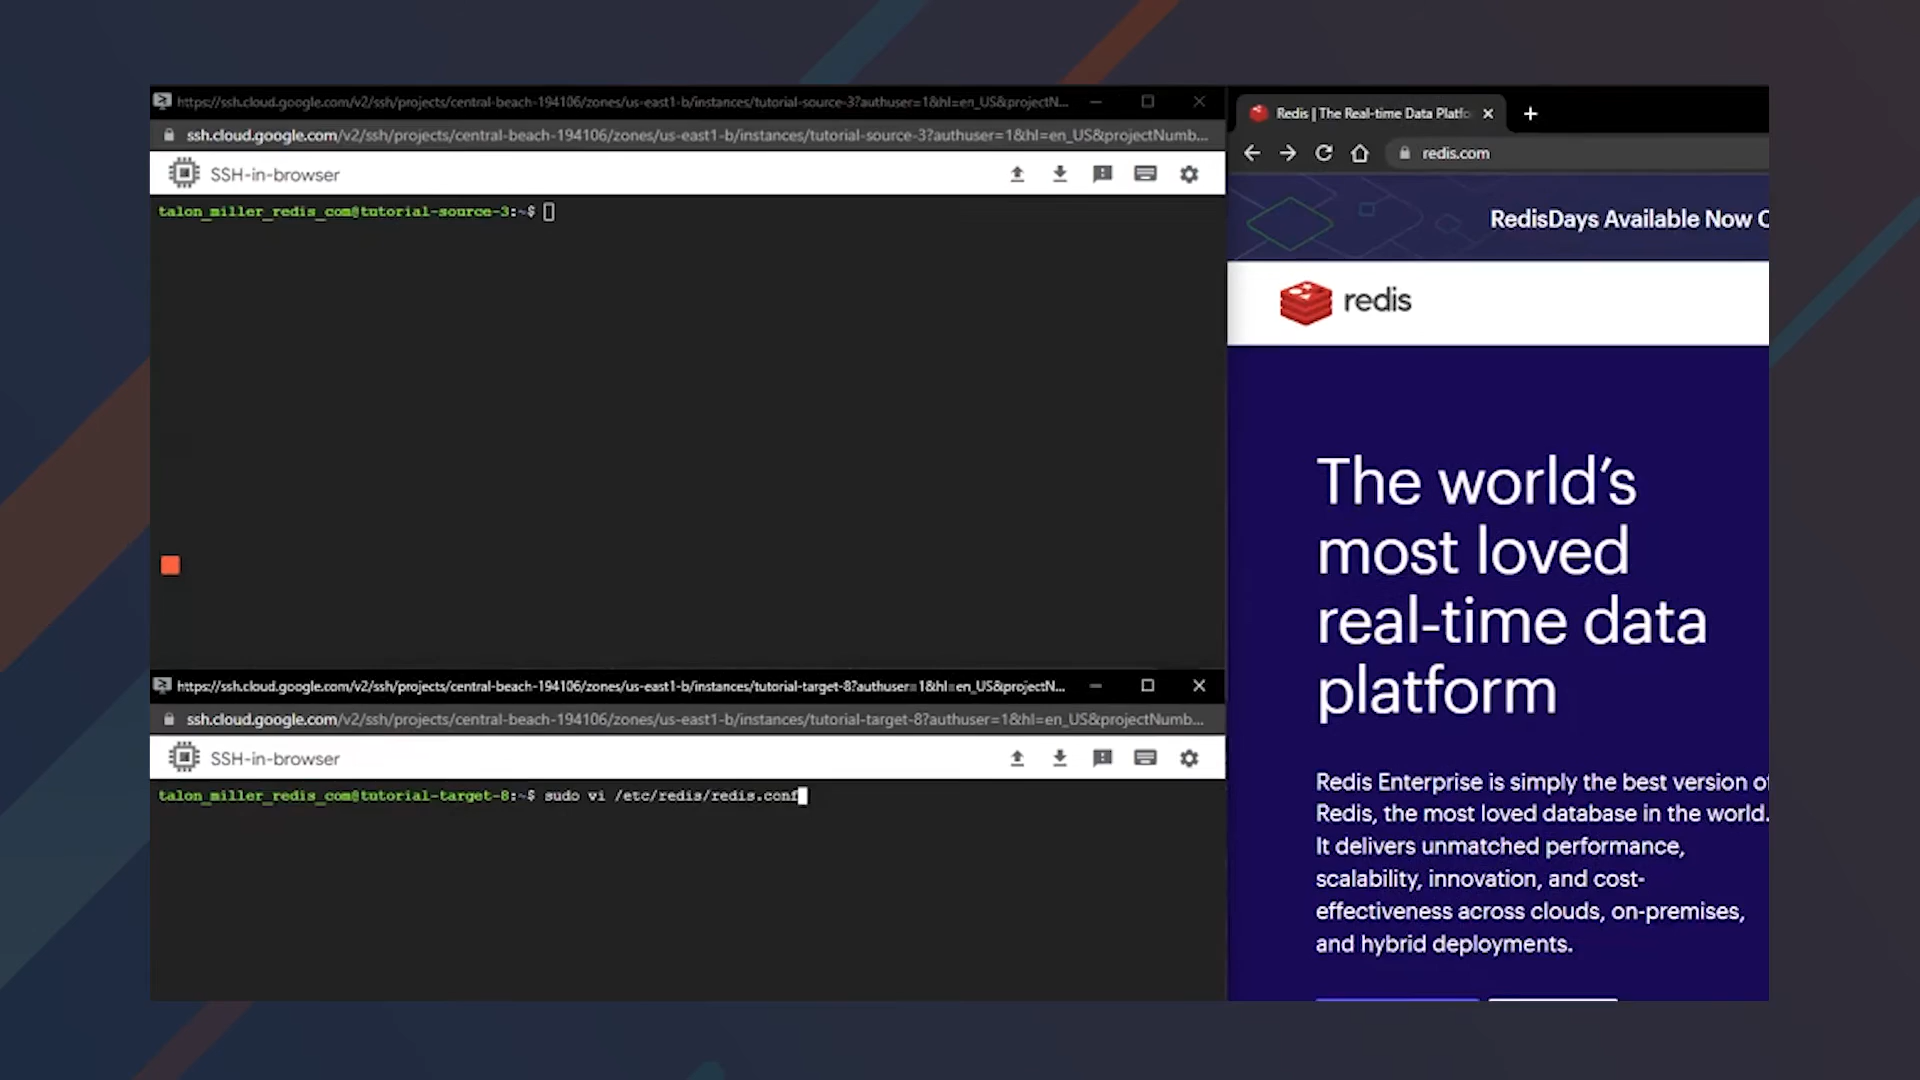 https://ssh.cloud.google.com/v2/ssh/projects/central-beach-194106/zones/us-east1-b/instances/tutorial-source-3?authuser=1&hl=en_US&projectN...
ssh.cloud.google.com/v2/ssh/projects/central-beach-194106/zones/us-east1-b/instances/tutorial-source-3?authuser=1&hl=en_US&projectNumb...
SSH-in-browser
talon_miller_redis_com@tutorial-source-3:~$
https://ssh.cloud.google.com/v2/ssh/projects/central-beach-194106/zones/us-east1-b/instances/tutorial-target-8?authuser=1&hl=en_US&projectN...
ssh.cloud.google.com/v2/ssh/projects/central-beach-194106/zones/us-east1-b/instances/tutorial-target-8?authuser=1&hl=en_US&projectNumb...
SSH-in-browser
talon_miller_redis_com@tutorial-target-8:~$ sudo vi /etc/redis/redis.conf
Redis | The Real-time Data Platfo
redis.com
RedisDays Available Now
redis
The world's
most loved
real-time data
platform
Redis Enterprise is simply the best version of
Redis, the most loved database in the world.
It delivers unmatched performance,
scalability, innovation, and cost-
effectiveness across clouds, on-premises,
and hybrid deployments.